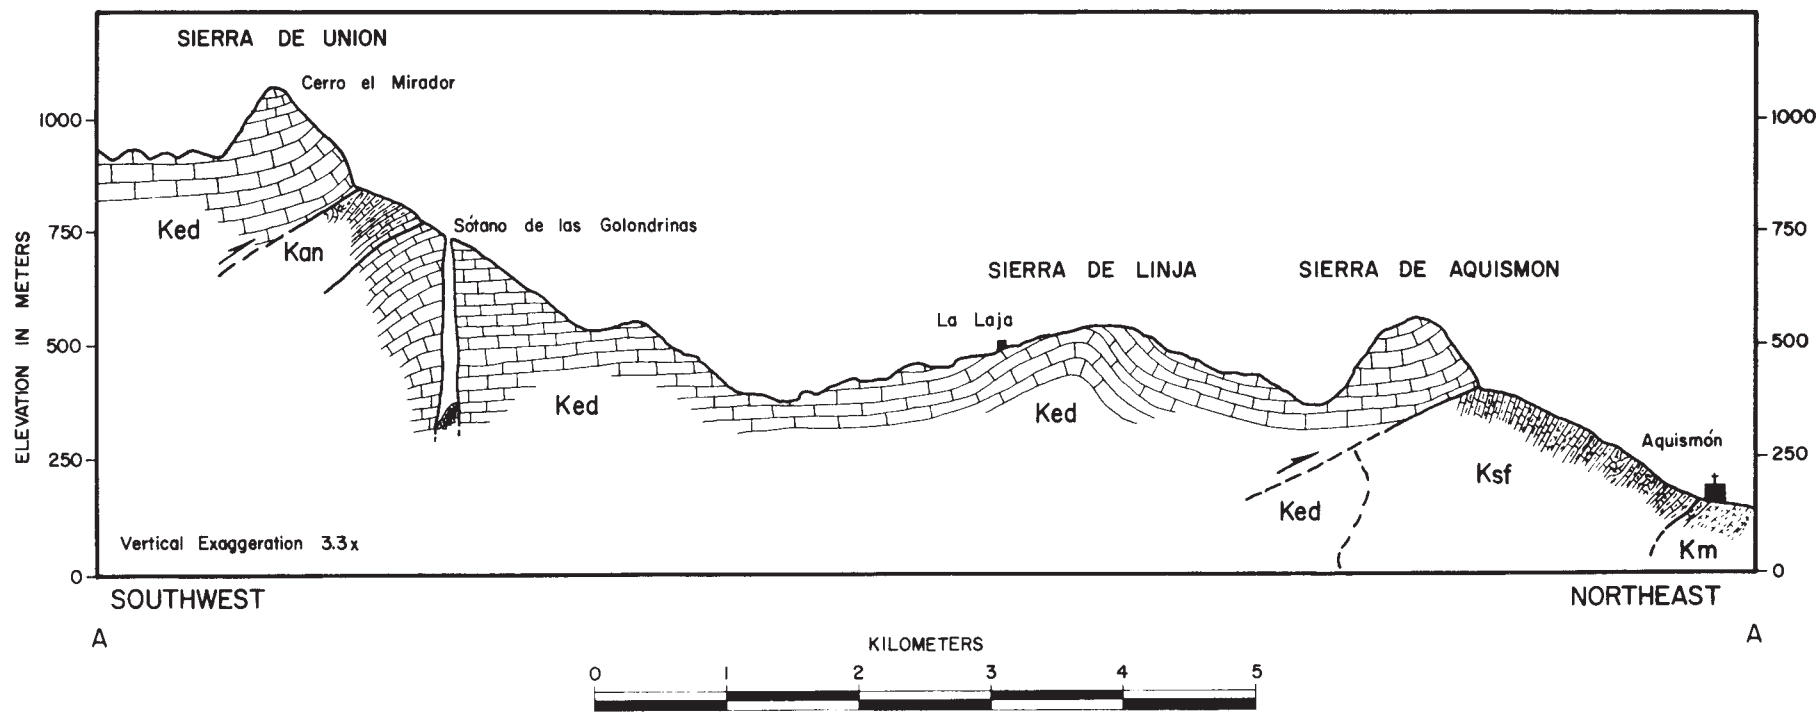 SIERRA DE UNION
Cerro el Mirador
1000
1000
Ked
Kan
Sótano de las Golondrinas
750
750
ELEVATION IN METERS
SIERRA DE LINJA
SIERRA DE AQUISMON
La Laja
500
500
Ked
Ked
Aquismón
250
250
Ksf
Ked
Vertical Exaggeration 3.3x
Km
0
0
SOUTHWEST
NORTHEAST
A
A
KILOMETERS
0 1 2 3 4 5